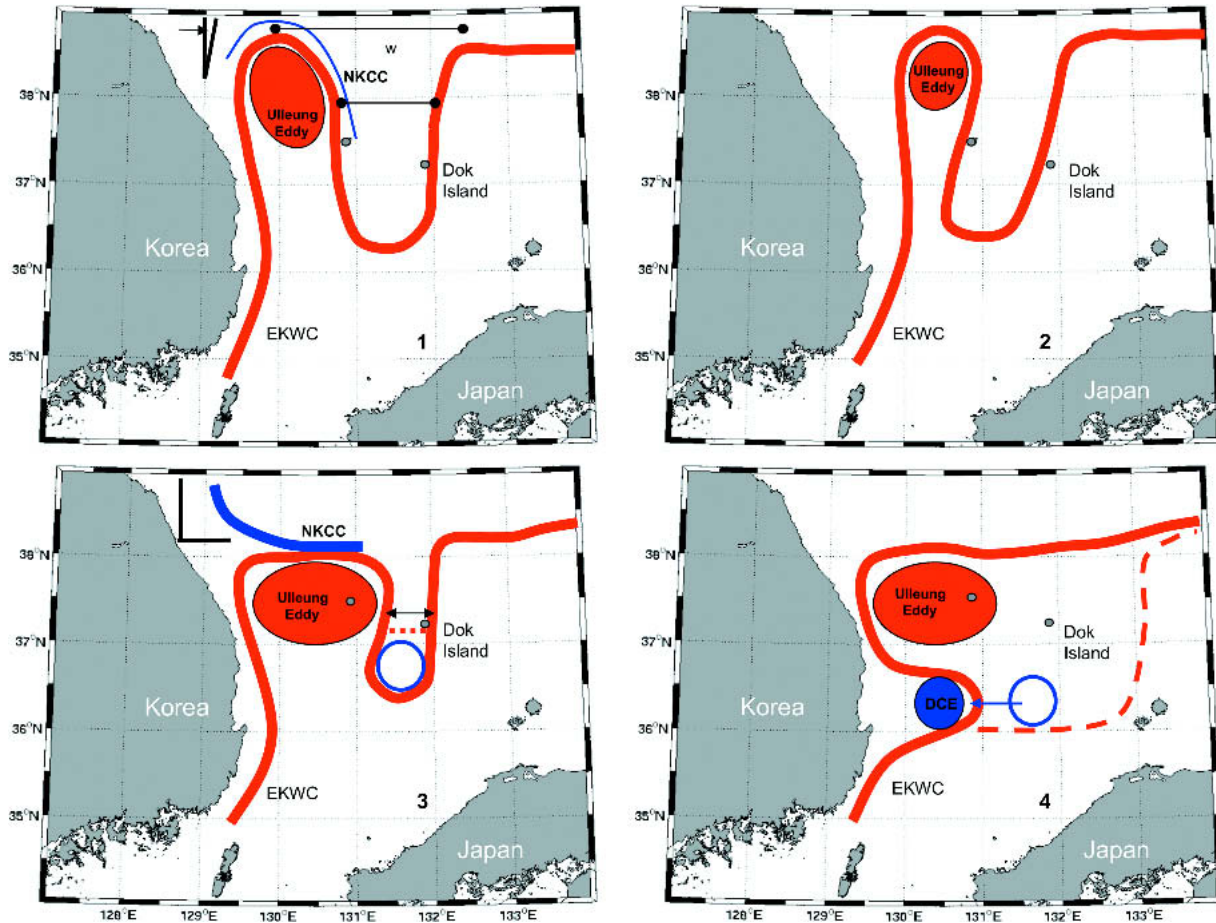 w
NKCC
38°N
Ulleung
Eddy
37°N
Dok
Island
Korea
36°N
EKWC
35°N
1
Japan
Ulleung
Eddy
38°N
37°N
Dok
Island
Korea
36°N
EKWC
35°N
2
Japan
NKCC
38°N
Ulleung
Eddy
37°N
Dok
Island
Korea
36°N
EKWC
35°N
3
Japan
128°E
129°E
130°E
131°E
132°E
133°E
38°N
Ulleung
Eddy
37°N
Dok
Island
Korea
DCE
36°N
EKWC
35°N
4
Japan
128°E
129°E
130°E
131°E
132°E
133°E